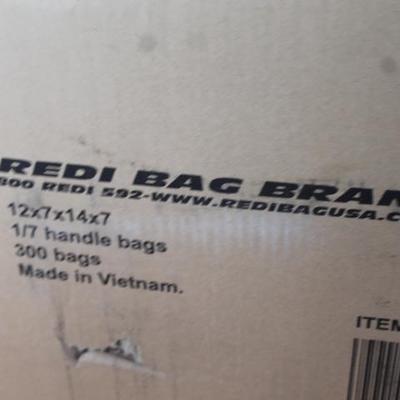 REDI BAG BRAN
800 REDI 592-WWW.REDIBAGUSA.C
12x7x14x7
1/7 handle bags
300 bags
Made in Vietnam.
ITEM